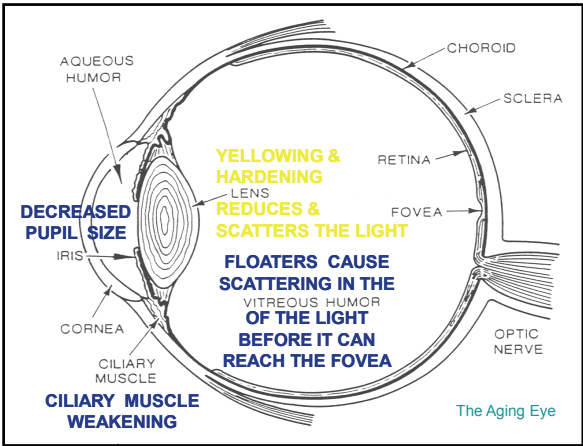 AQUEOUS
HUMOR
CHOROID
SCLERA
YELLOWING &
HARDENING
RETINA
LENS
REDUCES &
SCATTERS THE LIGHT
FOVEA
DECREASED
PUPIL SIZE
IRIS
FLOATERS CAUSE
SCATTERING IN THE
VITREOUS HUMOR
OF THE LIGHT
BEFORE IT CAN
REACH THE FOVEA
CORNEA
OPTIC
NERVE
CILIARY
MUSCLE
CILIARY MUSCLE
WEAKENING
The Aging Eye